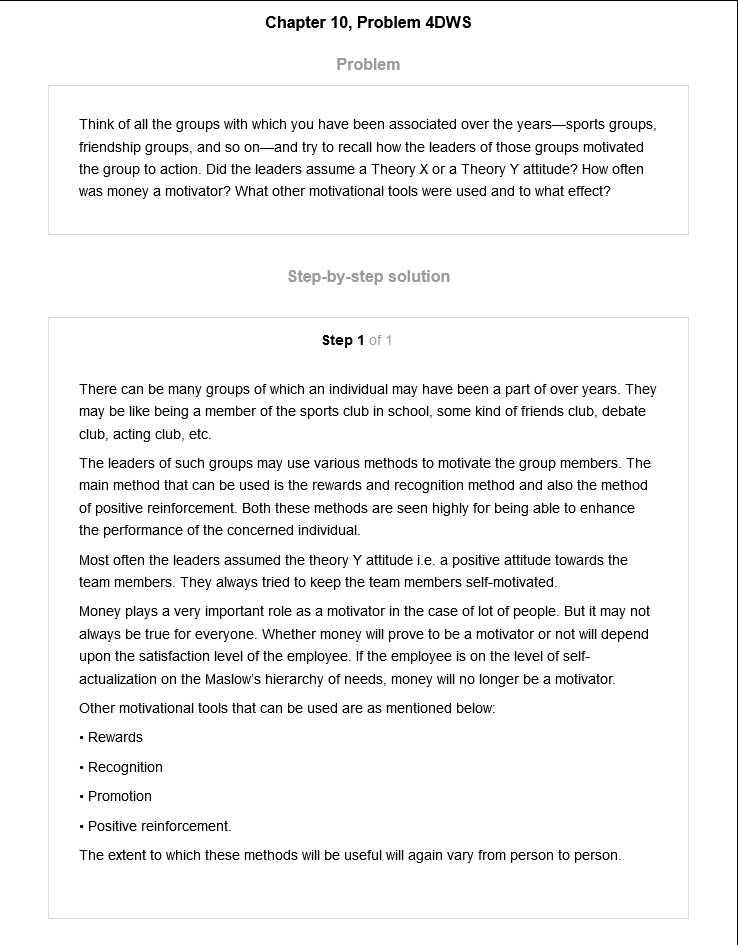 Chapter 10, Problem 4DWS
Problem
Think of all the groups with which you have been associated over the years—sports groups,
friendship groups, and so on—and try to recall how the leaders of those groups motivated
the group to action. Did the leaders assume a Theory X or a Theory Y attitude? How often
was money a motivator? What other motivational tools were used and to what effect?
Step-by-step solution
Step 1 of 1
There can be many groups of which an individual may have been a part of over years. They
may be like being a member of the sports club in school, some kind of friends club, debate
club, acting club, etc.
The leaders of such groups may use various methods to motivate the group members. The
main method that can be used is the rewards and recognition method and also the method
of positive reinforcement. Both these methods are seen highly for being able to enhance
the performance of the concerned individual.
Most often the leaders assumed the theory Y attitude i.e. a positive attitude towards the
team members. They always tried to keep the team members self-motivated.
Money plays a very important role as a motivator in the case of lot of people. But it may not
always be true for everyone. Whether money will prove to be a motivator or not will depend
upon the satisfaction level of the employee. If the employee is on the level of self-
actualization on the Maslow's hierarchy of needs, money will no longer be a motivator.
Other motivational tools that can be used are as mentioned below:
• Rewards
• Recognition
• Promotion
• Positive reinforcement.
The extent to which these methods will be useful will again vary from person to person.